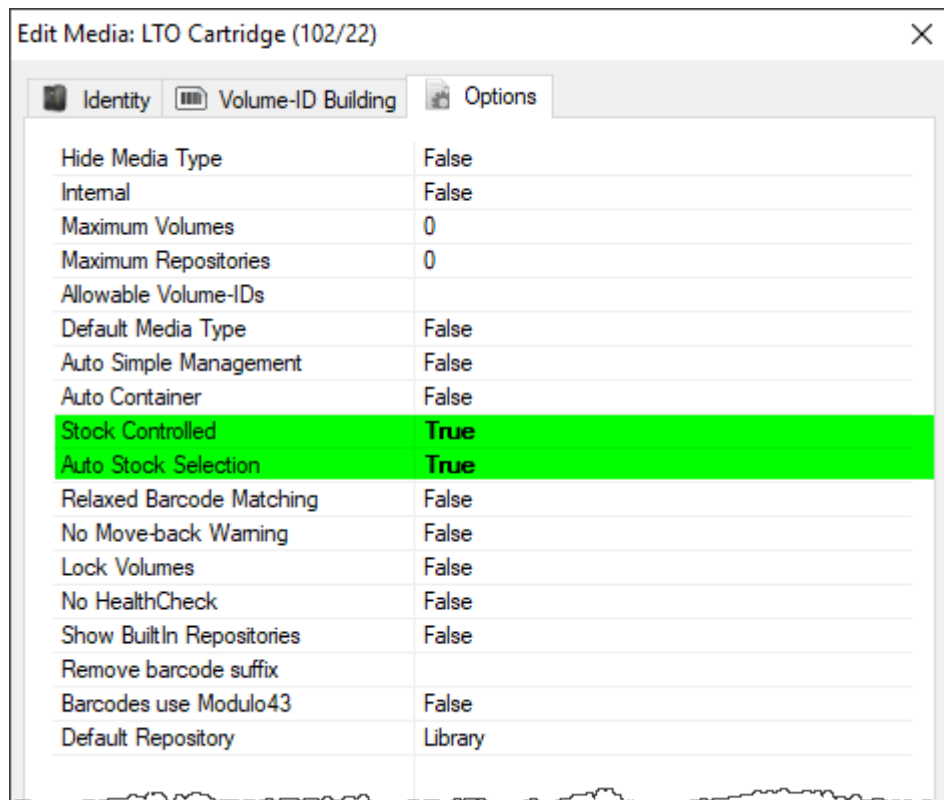 Edit Media: LTO Cartridge (102/22)
Identity Volume-ID Building Options
Hide Media Type False
Internal False
Maximum Volumes 0
Maximum Repositories 0
Allowable Volume-IDs
Default Media Type False
Auto Simple Management False
Auto Container False
Stock Controlled True
Auto Stock Selection True
Relaxed Barcode Matching False
No Move-back Warning False
Lock Volumes False
No HealthCheck False
Show BuiltIn Repositories False
Remove barcode suffix
Barcodes use Modulo43 False
Default Repository Library